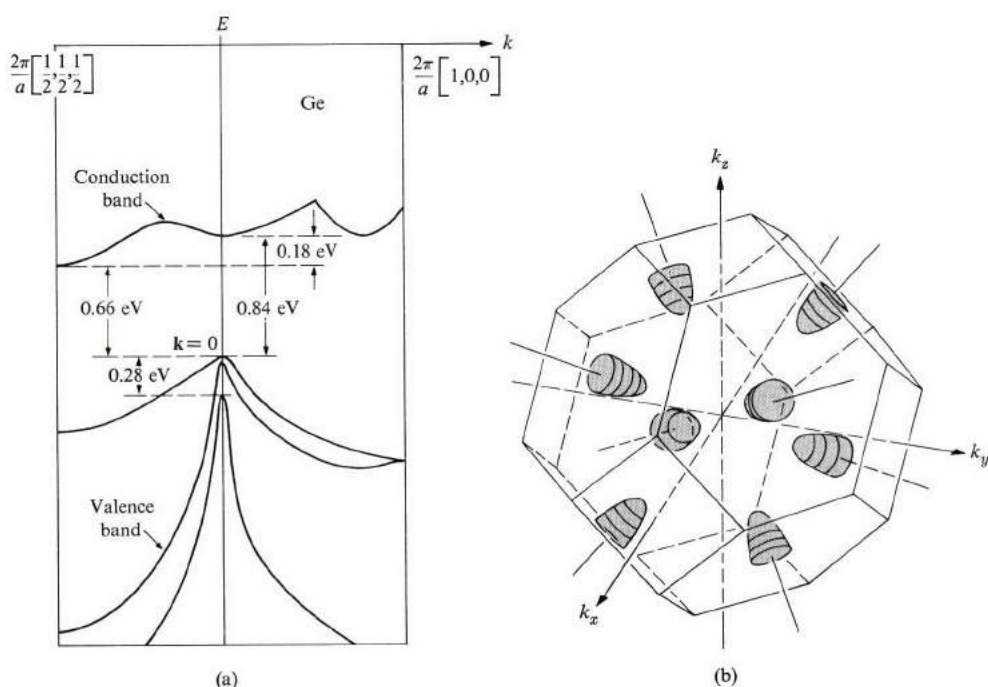 E
k
2π/a [1/2, 1/2, 1/2]
2π/a [1,0,0]
Ge
Conduction
band
0.18 eV
0.66 eV
0.84 eV
k = 0
0.28 eV
Valence
band
(a)
k_z
k_y
k_x
(b)